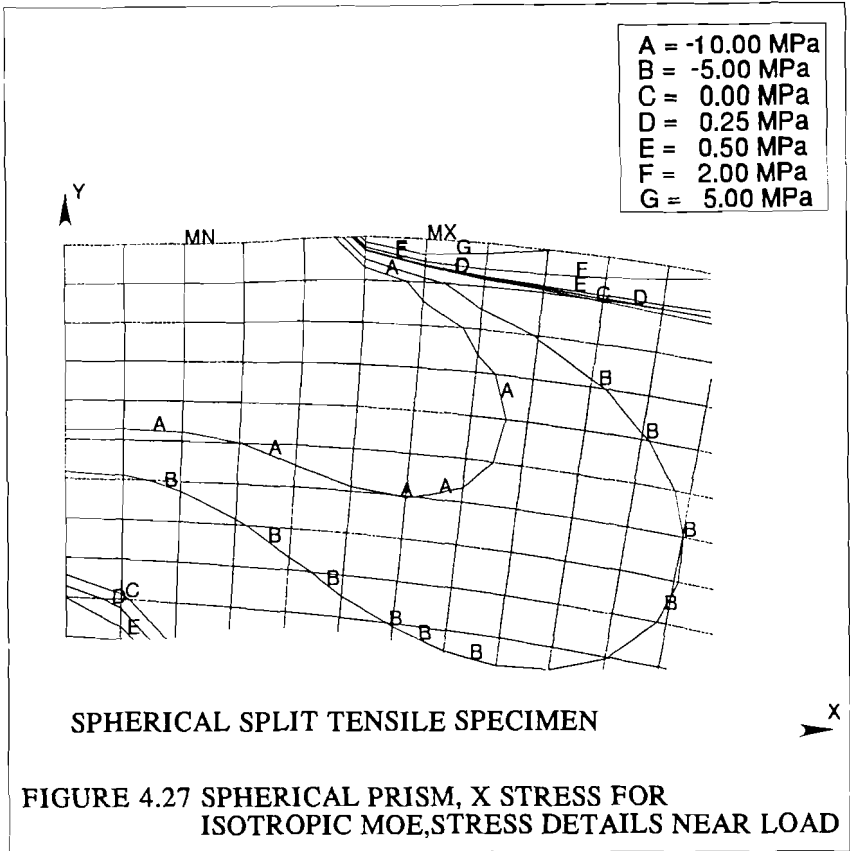 A = -10.00 MPa
B = -5.00 MPa
C = 0.00 MPa
D = 0.25 MPa
E = 0.50 MPa
F = 2.00 MPa
G = 5.00 MPa
Y
MN
MX
F
G
A
D
F
E
C
D
A
B
A
B
A
B
A
A
B
B
B
B
D
C
E
B
B
B
B
SPHERICAL SPLIT TENSILE SPECIMEN
X
FIGURE 4.27 SPHERICAL PRISM, X STRESS FOR
ISOTROPIC MOE,STRESS DETAILS NEAR LOAD